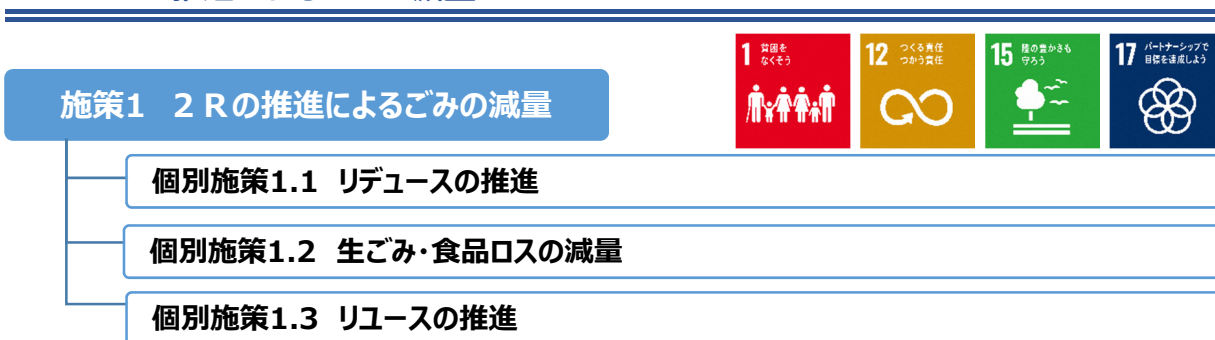 1 貧困を
なくそう
12 つくる責任
つかう責任
15 陸の豊かさも
守ろう
17 パートナーシップで
目標を達成しよう
施策1 2Rの推進によるごみの減量
個別施策1.1 リデュースの推進
個別施策1.2 生ごみ・食品ロスの減量
個別施策1.3 リユースの推進